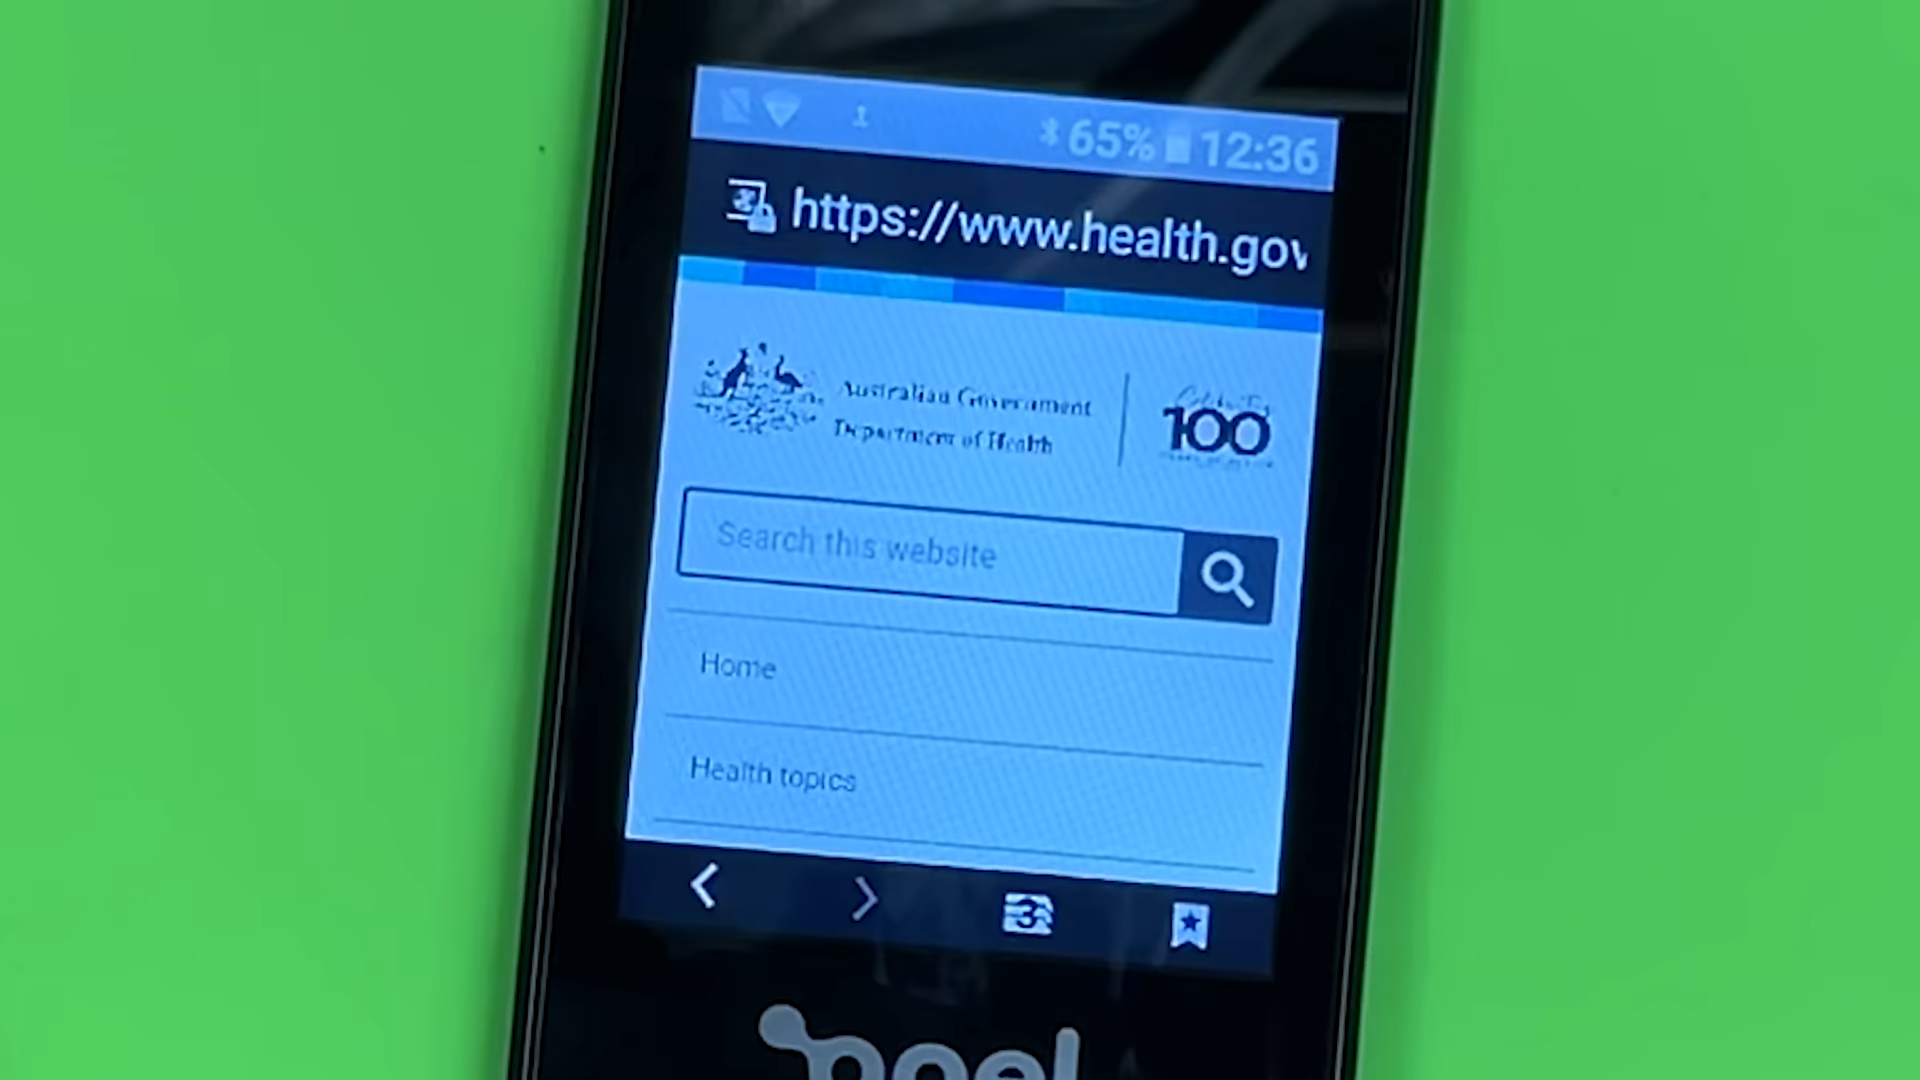 65% 12:36
https://www.health.gov
Australian Government
Department of Health
100
Search this website
Home
Health topics
3